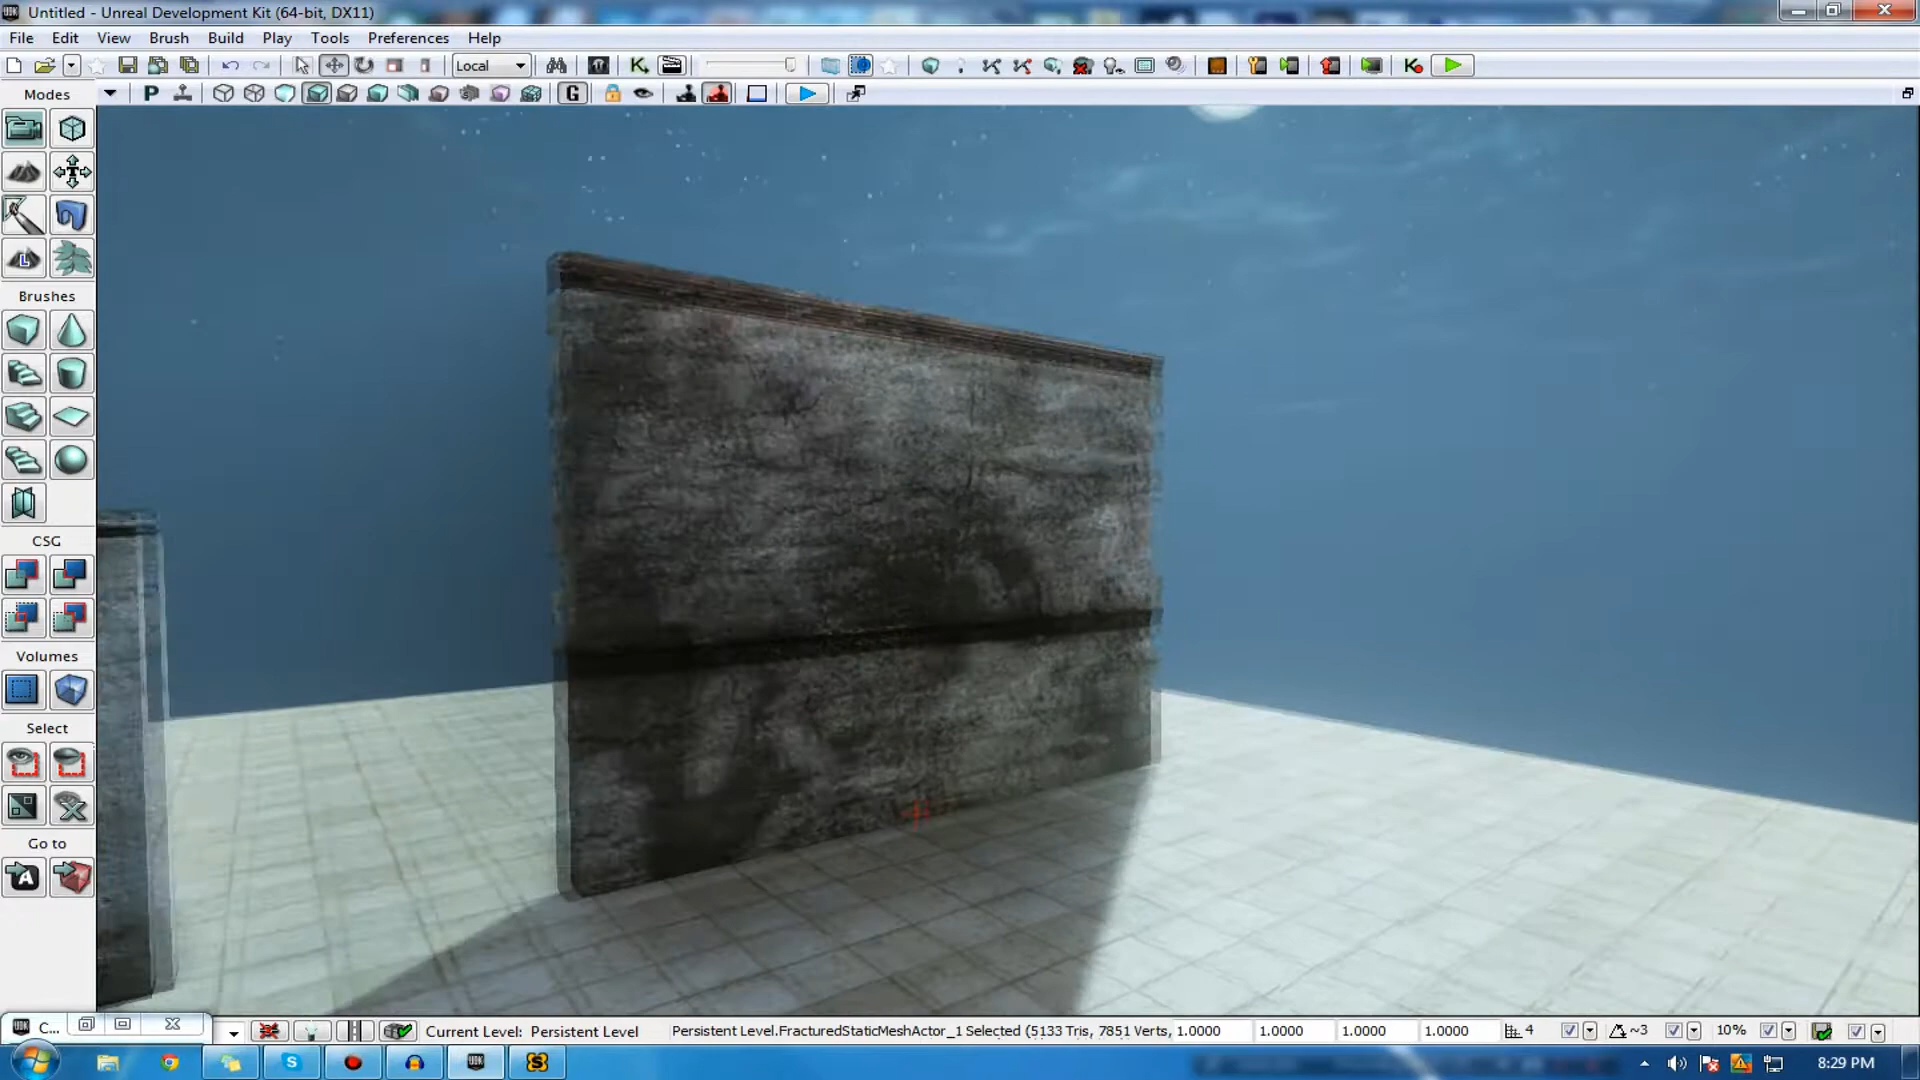 Untitled - Unreal Development Kit (64-bit, DX11)
File Edit View Brush Build Play Tools Preferences Help
Local
Modes
P
G
L
Brushes
CSG
Volumes
Select
Go to
A
C...
Current Level: Persistent Level
Persistent Level.FracturedStaticMeshActor_1 Selected (5133 Tris, 7851 Verts,
1.0000 1.0000 1.0000 1.0000
4
~3
10%
8:29 PM